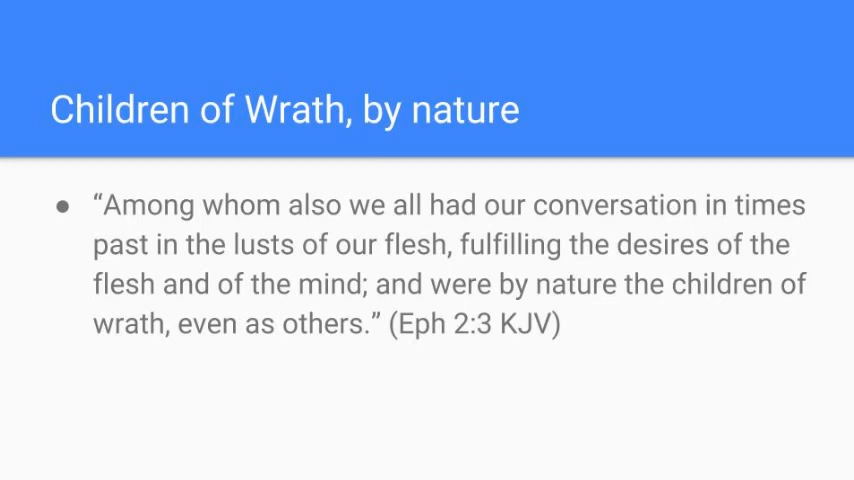 Children of Wrath, by nature
● “Among whom also we all had our conversation in times
past in the lusts of our flesh, fulfilling the desires of the
flesh and of the mind; and were by nature the children of
wrath, even as others.” (Eph 2:3 KJV)